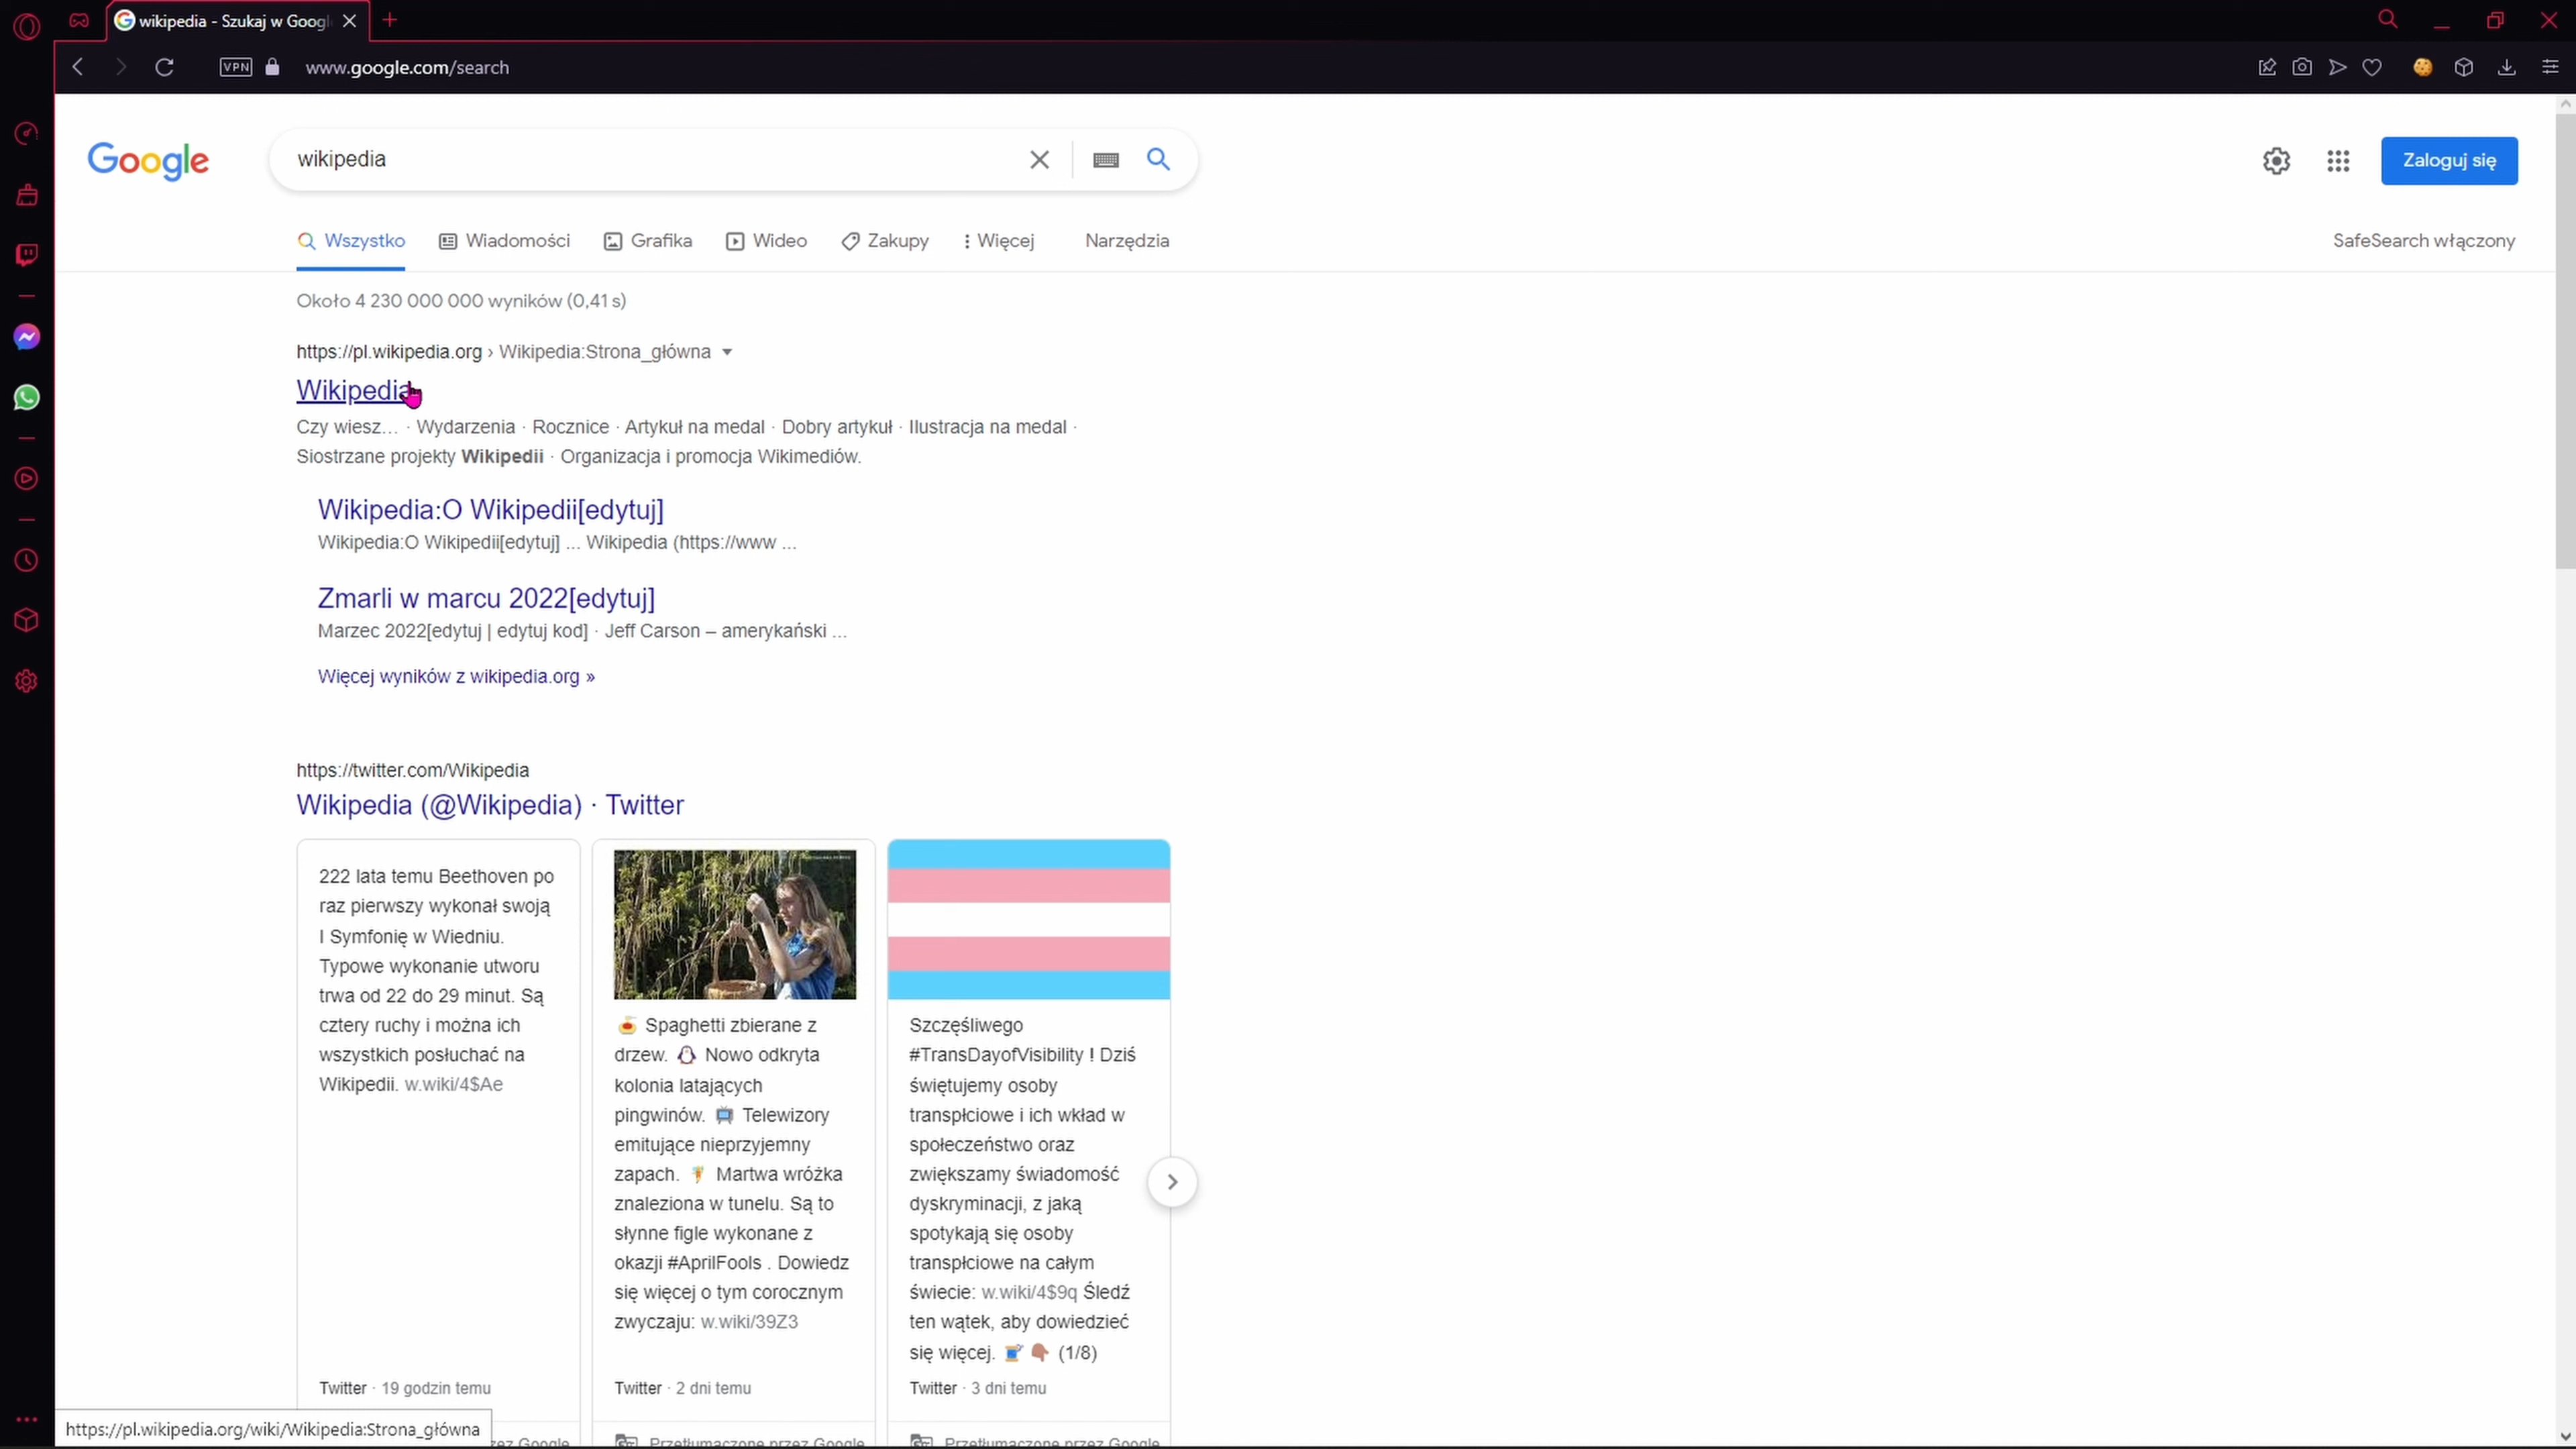 wikipedia - Szukaj w Googl
VPN
www.google.com/search
Google
wikipedia
Zaloguj się
Wszystko
Wiadomości
Grafika
Wideo
Zakupy
Więcej
Narzędzia
SafeSearch włączony
Około 4 230 000 000 wyników (0,41 s)
https://pl.wikipedia.org › Wikipedia:Strona_główna
Wikipedia
Czy wiesz... · Wydarzenia · Rocznice · Artykuł na medal · Dobry artykuł · Ilustracja na medal ·
Siostrzane projekty Wikipedii · Organizacja i promocja Wikimediów.
Wikipedia:O Wikipedii[edytuj]
Wikipedia:O Wikipedii[edytuj] ... Wikipedia (https://www ...
Zmarli w marcu 2022[edytuj]
Marzec 2022[edytuj | edytuj kod] · Jeff Carson – amerykański ...
Więcej wyników z wikipedia.org »
https://twitter.com/Wikipedia
Wikipedia (@Wikipedia) · Twitter
222 lata temu Beethoven po
raz pierwszy wykonał swoją
I Symfonię w Wiedniu.
Typowe wykonanie utworu
trwa od 22 do 29 minut. Są
cztery ruchy i można ich
wszystkich posłuchać na
Wikipedii. w.wiki/4$Ae
Twitter · 19 godzin temu
🍝 Spaghetti zbierane z
drzew. 🐧 Nowo odkryta
kolonia latających
pingwinów. 📺 Telewizory
emitujące nieprzyjemny
zapach. 🧚 Martwa wróżka
znaleziona w tunelu. Są to
słynne figle wykonane z
okazji #AprilFools . Dowiedz
się więcej o tym corocznym
zwyczaju: w.wiki/39Z3
Twitter · 2 dni temu
Przetłumaczone przez Google
Szczęśliwego
#TransDayofVisibility ! Dziś
świętujemy osoby
transpłciowe i ich wkład w
społeczeństwo oraz
zwiększamy świadomość
dyskryminacji, z jaką
spotykają się osoby
transpłciowe na całym
świecie: w.wiki/4$9q Śledź
ten wątek, aby dowiedzieć
się więcej. 🧵 👇🏽 (1/8)
Twitter · 3 dni temu
Przetłumaczone przez Google
https://pl.wikipedia.org/wiki/Wikipedia:Strona_główna